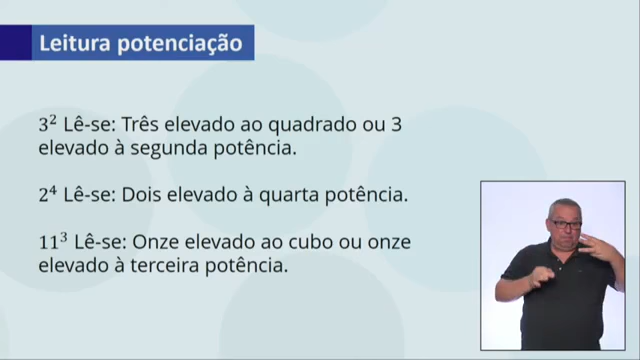 Leitura potenciação
3² Lê-se: Três elevado ao quadrado ou 3
elevado à segunda potência.
2⁴ Lê-se: Dois elevado à quarta potência.
11³ Lê-se: Onze elevado ao cubo ou onze
elevado à terceira potência.